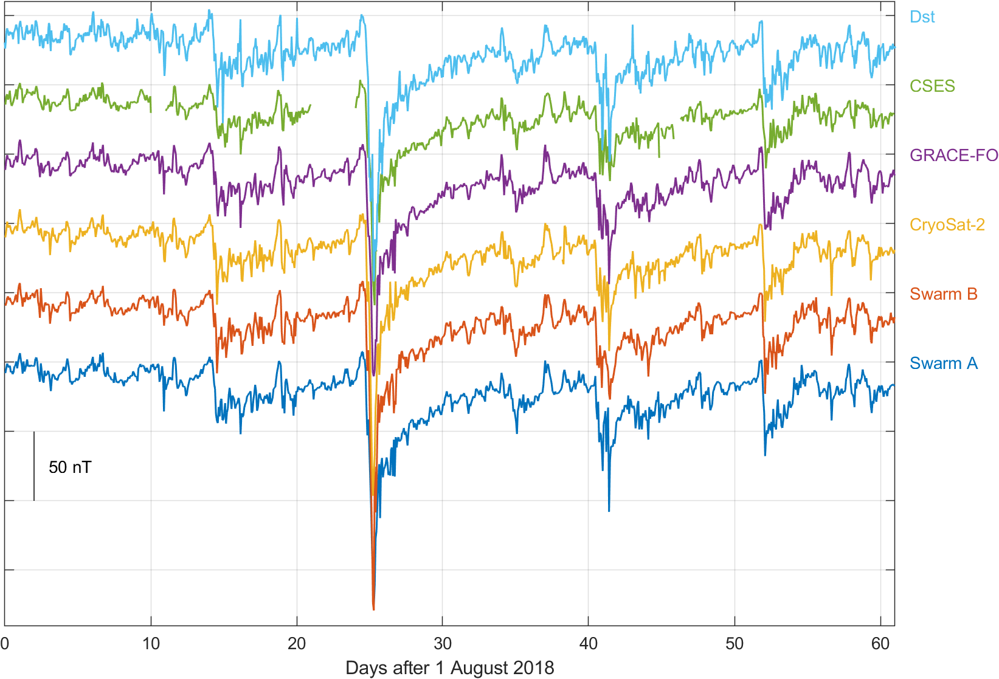 Dst
CSES
GRACE-FO
CryoSat-2
Swarm B
Swarm A
50 nT
0 10 20 30 40 50 60
Days after 1 August 2018